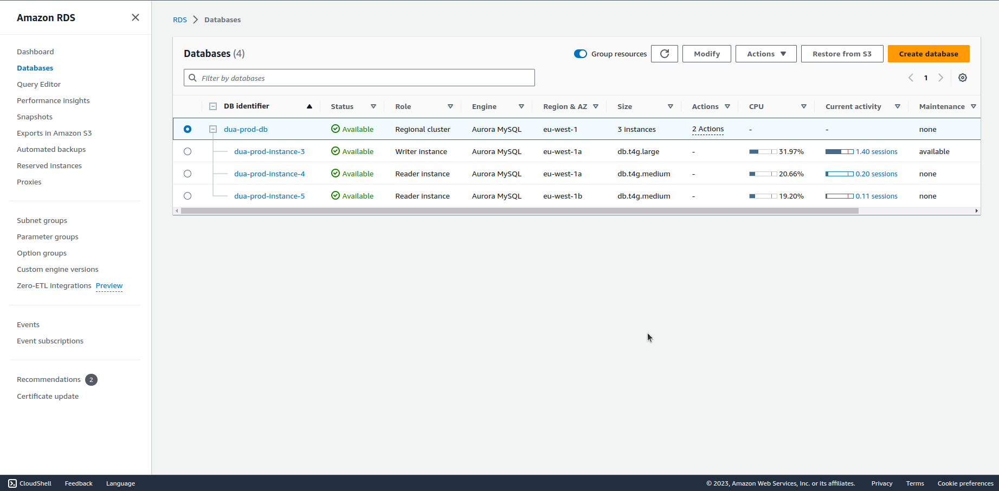 Amazon RDS
Dashboard
Databases
Query Editor
Performance insights
Snapshots
Exports in Amazon S3
Automated backups
Reserved instances
Proxies
Subnet groups
Parameter groups
Option groups
Custom engine versions
Zero-ETL integrations Preview
Events
Event subscriptions
Recommendations 2
Certificate update
RDS Databases
Databases (4) Group resources Modify Actions Restore from S3 Create database
Filter by databases 1
DB identifier Status Role Engine Region & AZ Size Actions CPU Current activity Maintenance
dua-prod-db Available Regional cluster Aurora MySQL eu-west-1 3 instances 2 Actions - - none
dua-prod-instance-3 Available Writer instance Aurora MySQL eu-west-1a db.t4g.large - 31.97% 1.40 sessions available
dua-prod-instance-4 Available Reader instance Aurora MySQL eu-west-1a db.t4g.medium - 20.66% 0.20 sessions none
dua-prod-instance-5 Available Reader instance Aurora MySQL eu-west-1b db.t4g.medium - 19.20% 0.11 sessions none
CloudShell Feedback Language © 2023, Amazon Web Services, Inc. or its affiliates. Privacy Terms Cookie preferences